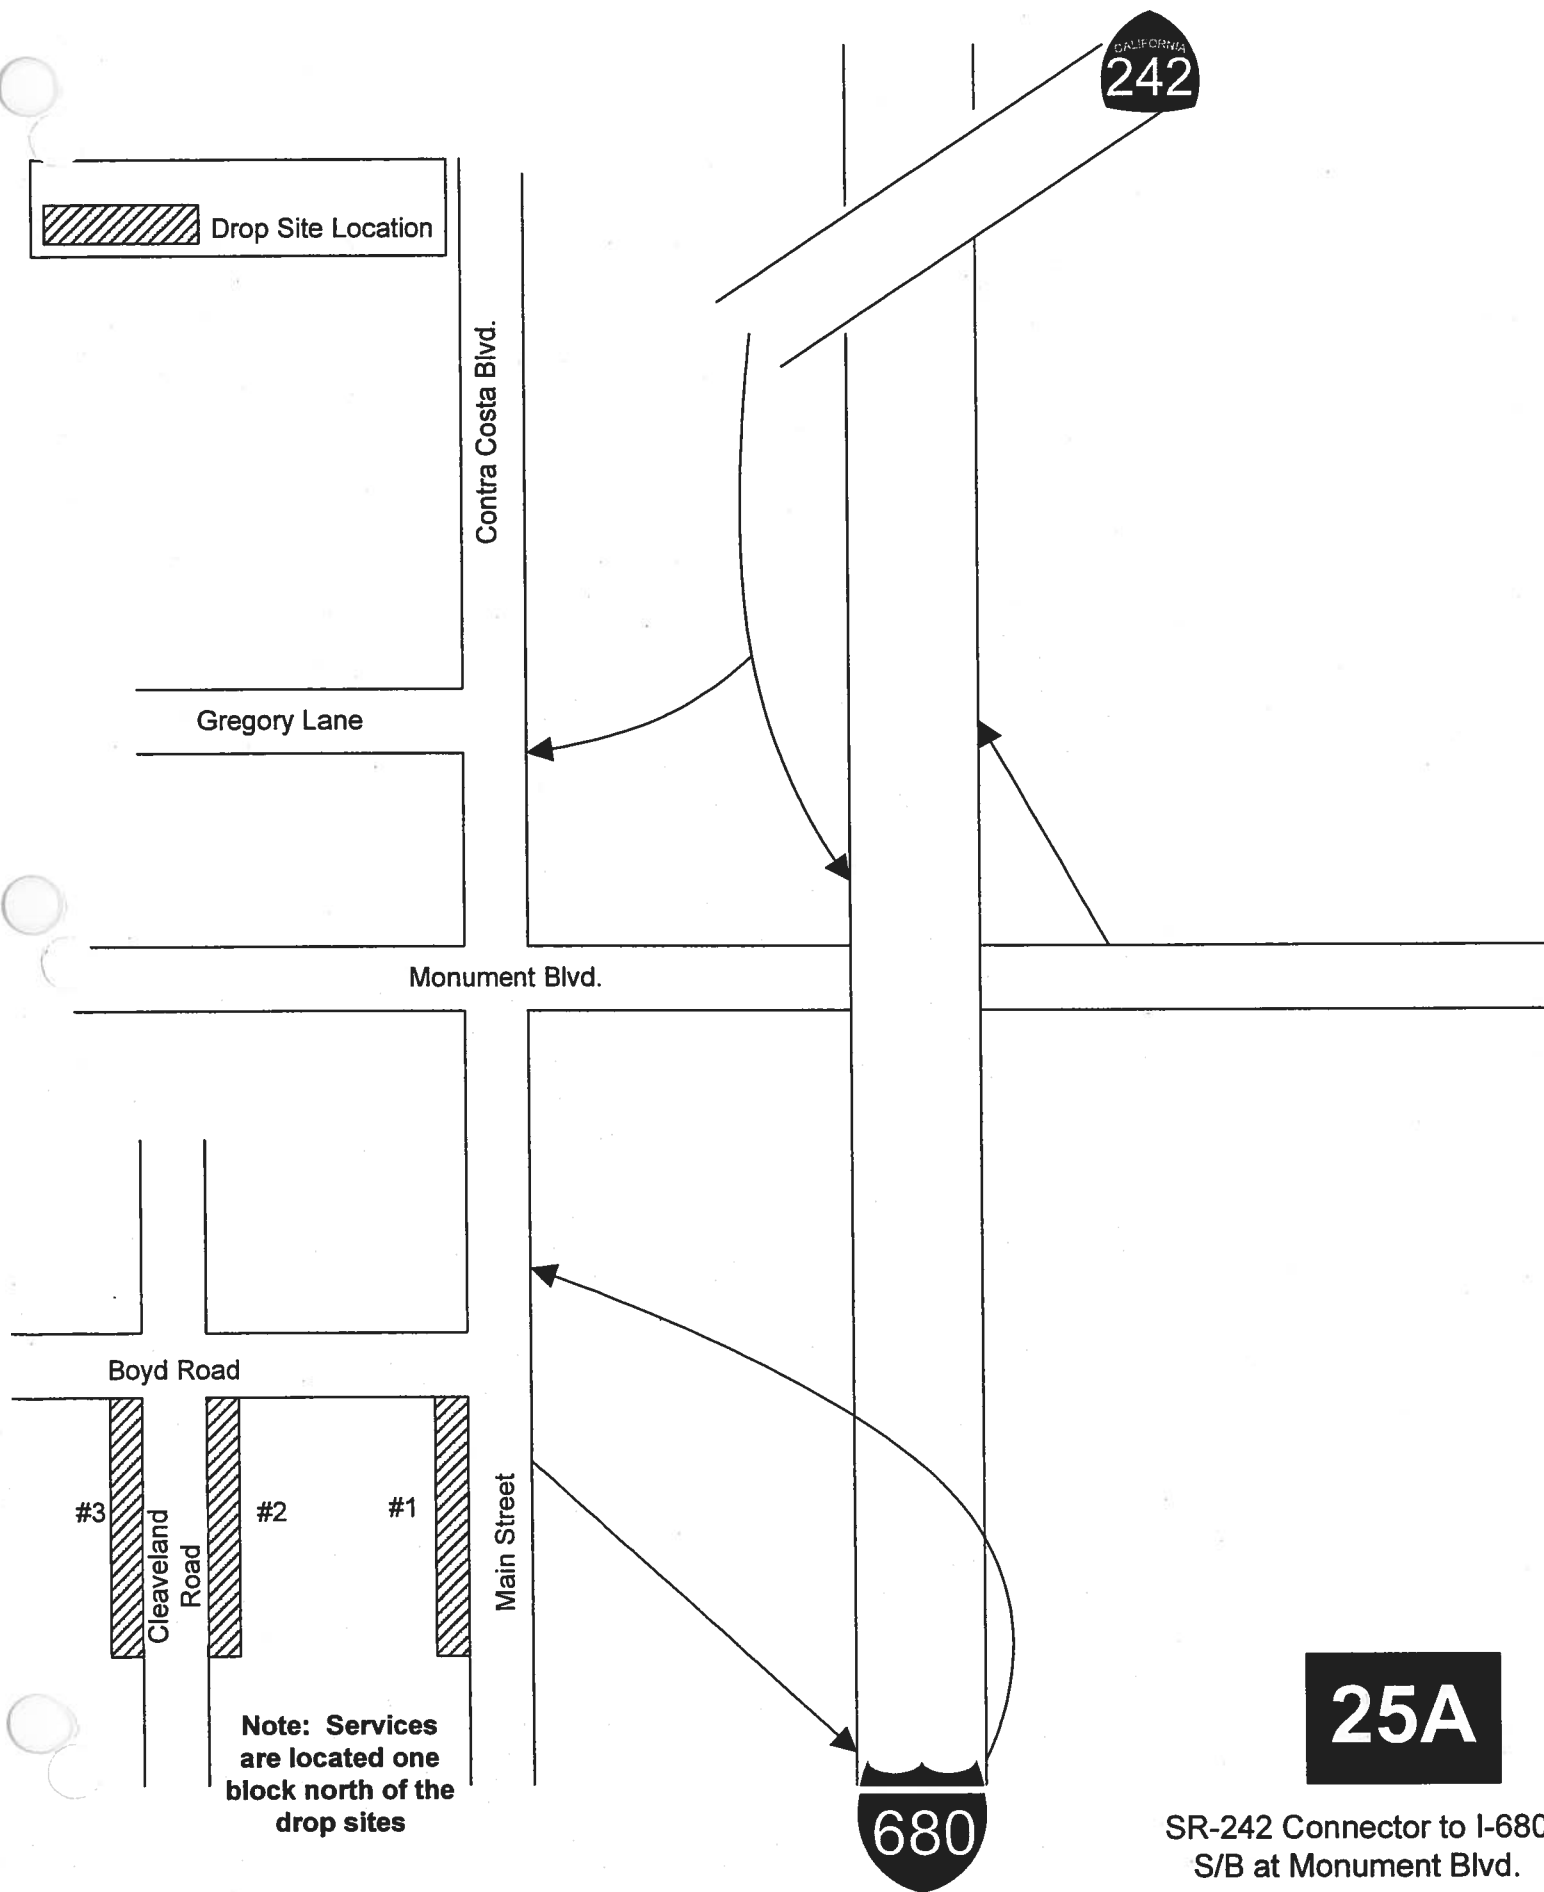 CALIFORNIA
242
Drop Site Location
Contra Costa Blvd.
Gregory Lane
Monument Blvd.
Boyd Road
#3
Cleaveland
Road
#2
#1
Main Street
Note: Services
are located one
block north of the
drop sites
680
25A
SR-242 Connector to I-680
S/B at Monument Blvd.